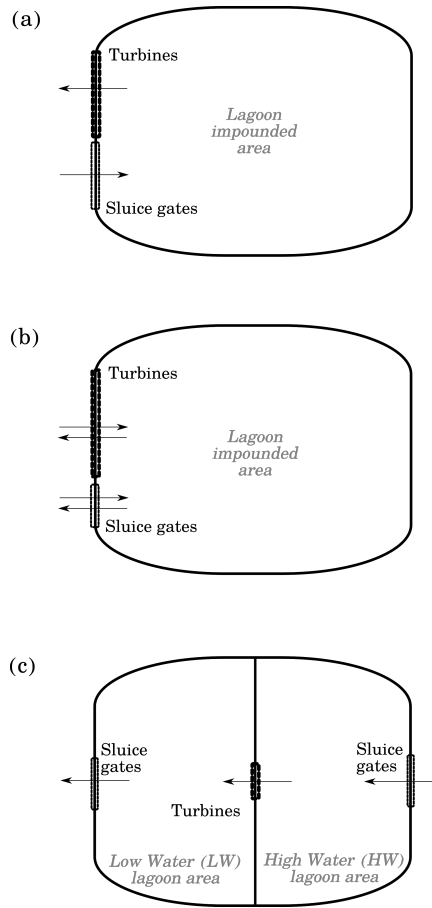 (a)
Turbines
Lagoon
impounded
area
Sluice gates
(b)
Turbines
Lagoon
impounded
area
Sluice gates
(c)
Sluice
gates
Sluice
gates
Turbines
Low Water (LW)
lagoon area
High Water (HW)
lagoon area